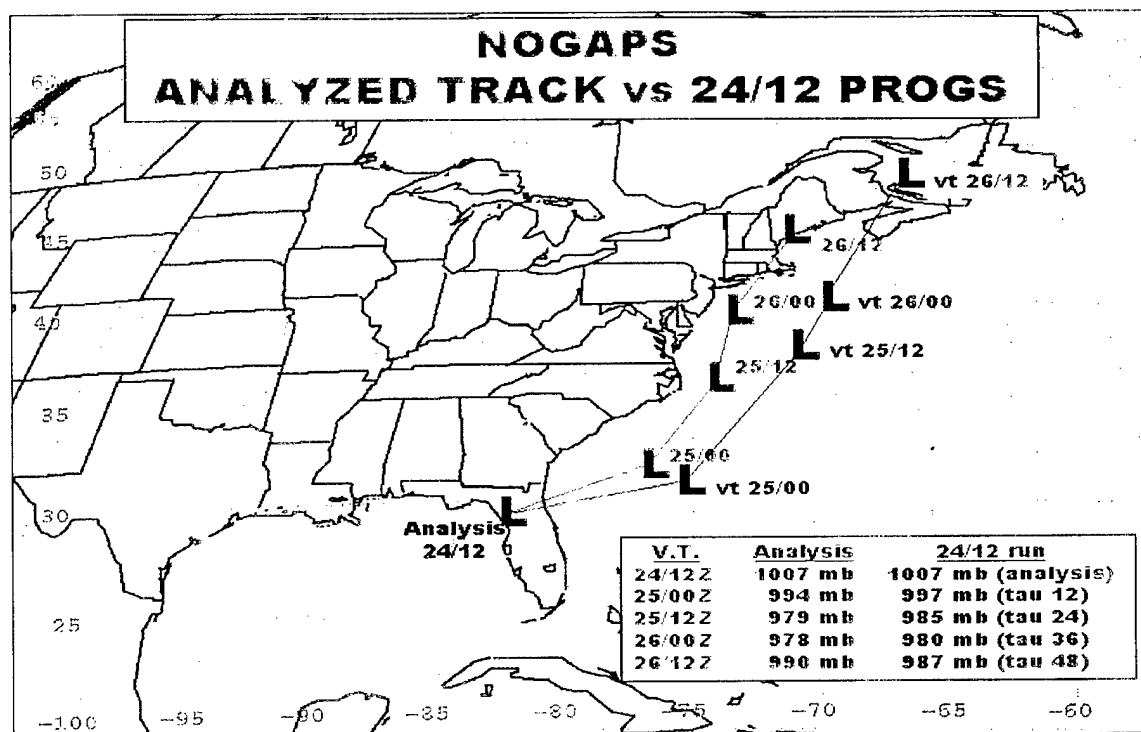 NOGAPS
ANALYZED TRACK vs 24/12 PROGS
50
L vt 26/12
45
L 26/12
L 26/00
L vt 26/00
40
L vt 25/12
L 25/12
35
L 25/00
L vt 25/00
30
L
Analysis
24/12
25
V.T. Analysis 24/12 run
24/12Z 1007 mb 1007 mb (analysis)
25/00Z 994 mb 997 mb (tau 12)
25/12Z 979 mb 985 mb (tau 24)
26/00Z 978 mb 980 mb (tau 36)
26/12Z 990 mb 987 mb (tau 48)
-100 -95 -90 -85 -80 -75 -70 -65 -60